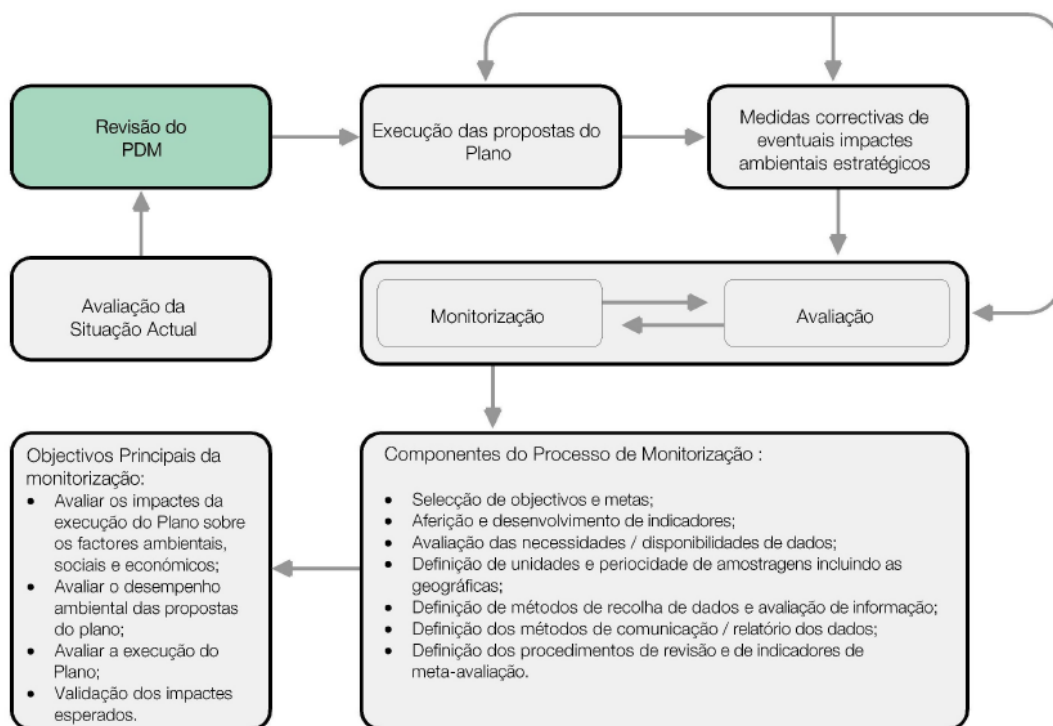 Revisão do
PDM
Execução das propostas do
Plano
Medidas correctivas de
eventuais impactes
ambientais estratégicos
Avaliação da
Situação Actual
Monitorização
Avaliação
Objectivos Principais da
monitorização:
• Avaliar os impactes da
execução do Plano sobre
os factores ambientais,
sociais e económicos;
• Avaliar o desempenho
ambiental das propostas
do plano;
• Avaliar a execução do
Plano;
• Validação dos impactes
esperados.
Componentes do Processo de Monitorização :
• Selecção de objectivos e metas;
• Aferição e desenvolvimento de indicadores;
• Avaliação das necessidades / disponibilidades de dados;
• Definição de unidades e periocidade de amostragens incluindo as
geográficas;
• Definição de métodos de recolha de dados e avaliação de informação;
• Definição dos métodos de comunicação / relatório dos dados;
• Definição dos procedimentos de revisão e de indicadores de
meta-avaliação.